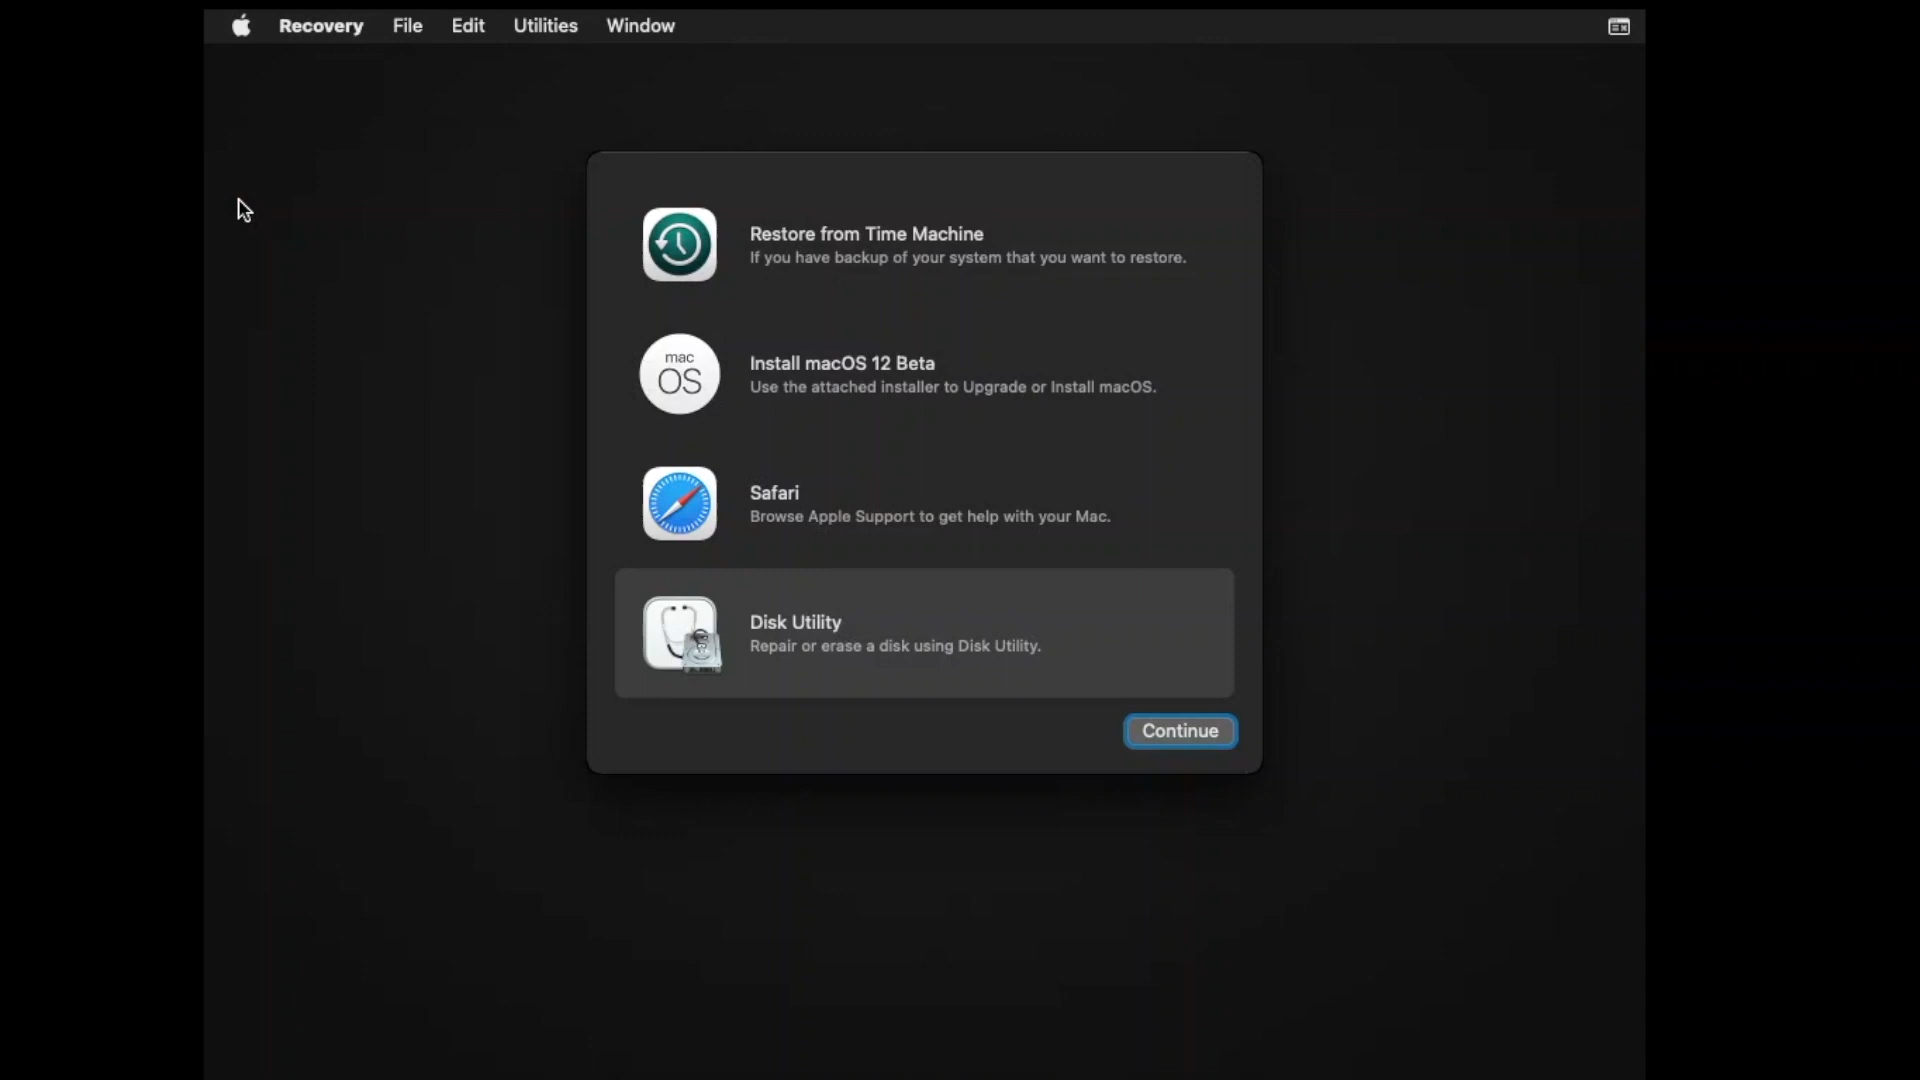 Recovery File Edit Utilities Window
Restore from Time Machine
If you have backup of your system that you want to restore.
mac
OS
Install macOS 12 Beta
Use the attached installer to Upgrade or Install macOS.
Safari
Browse Apple Support to get help with your Mac.
Disk Utility
Repair or erase a disk using Disk Utility.
Continue